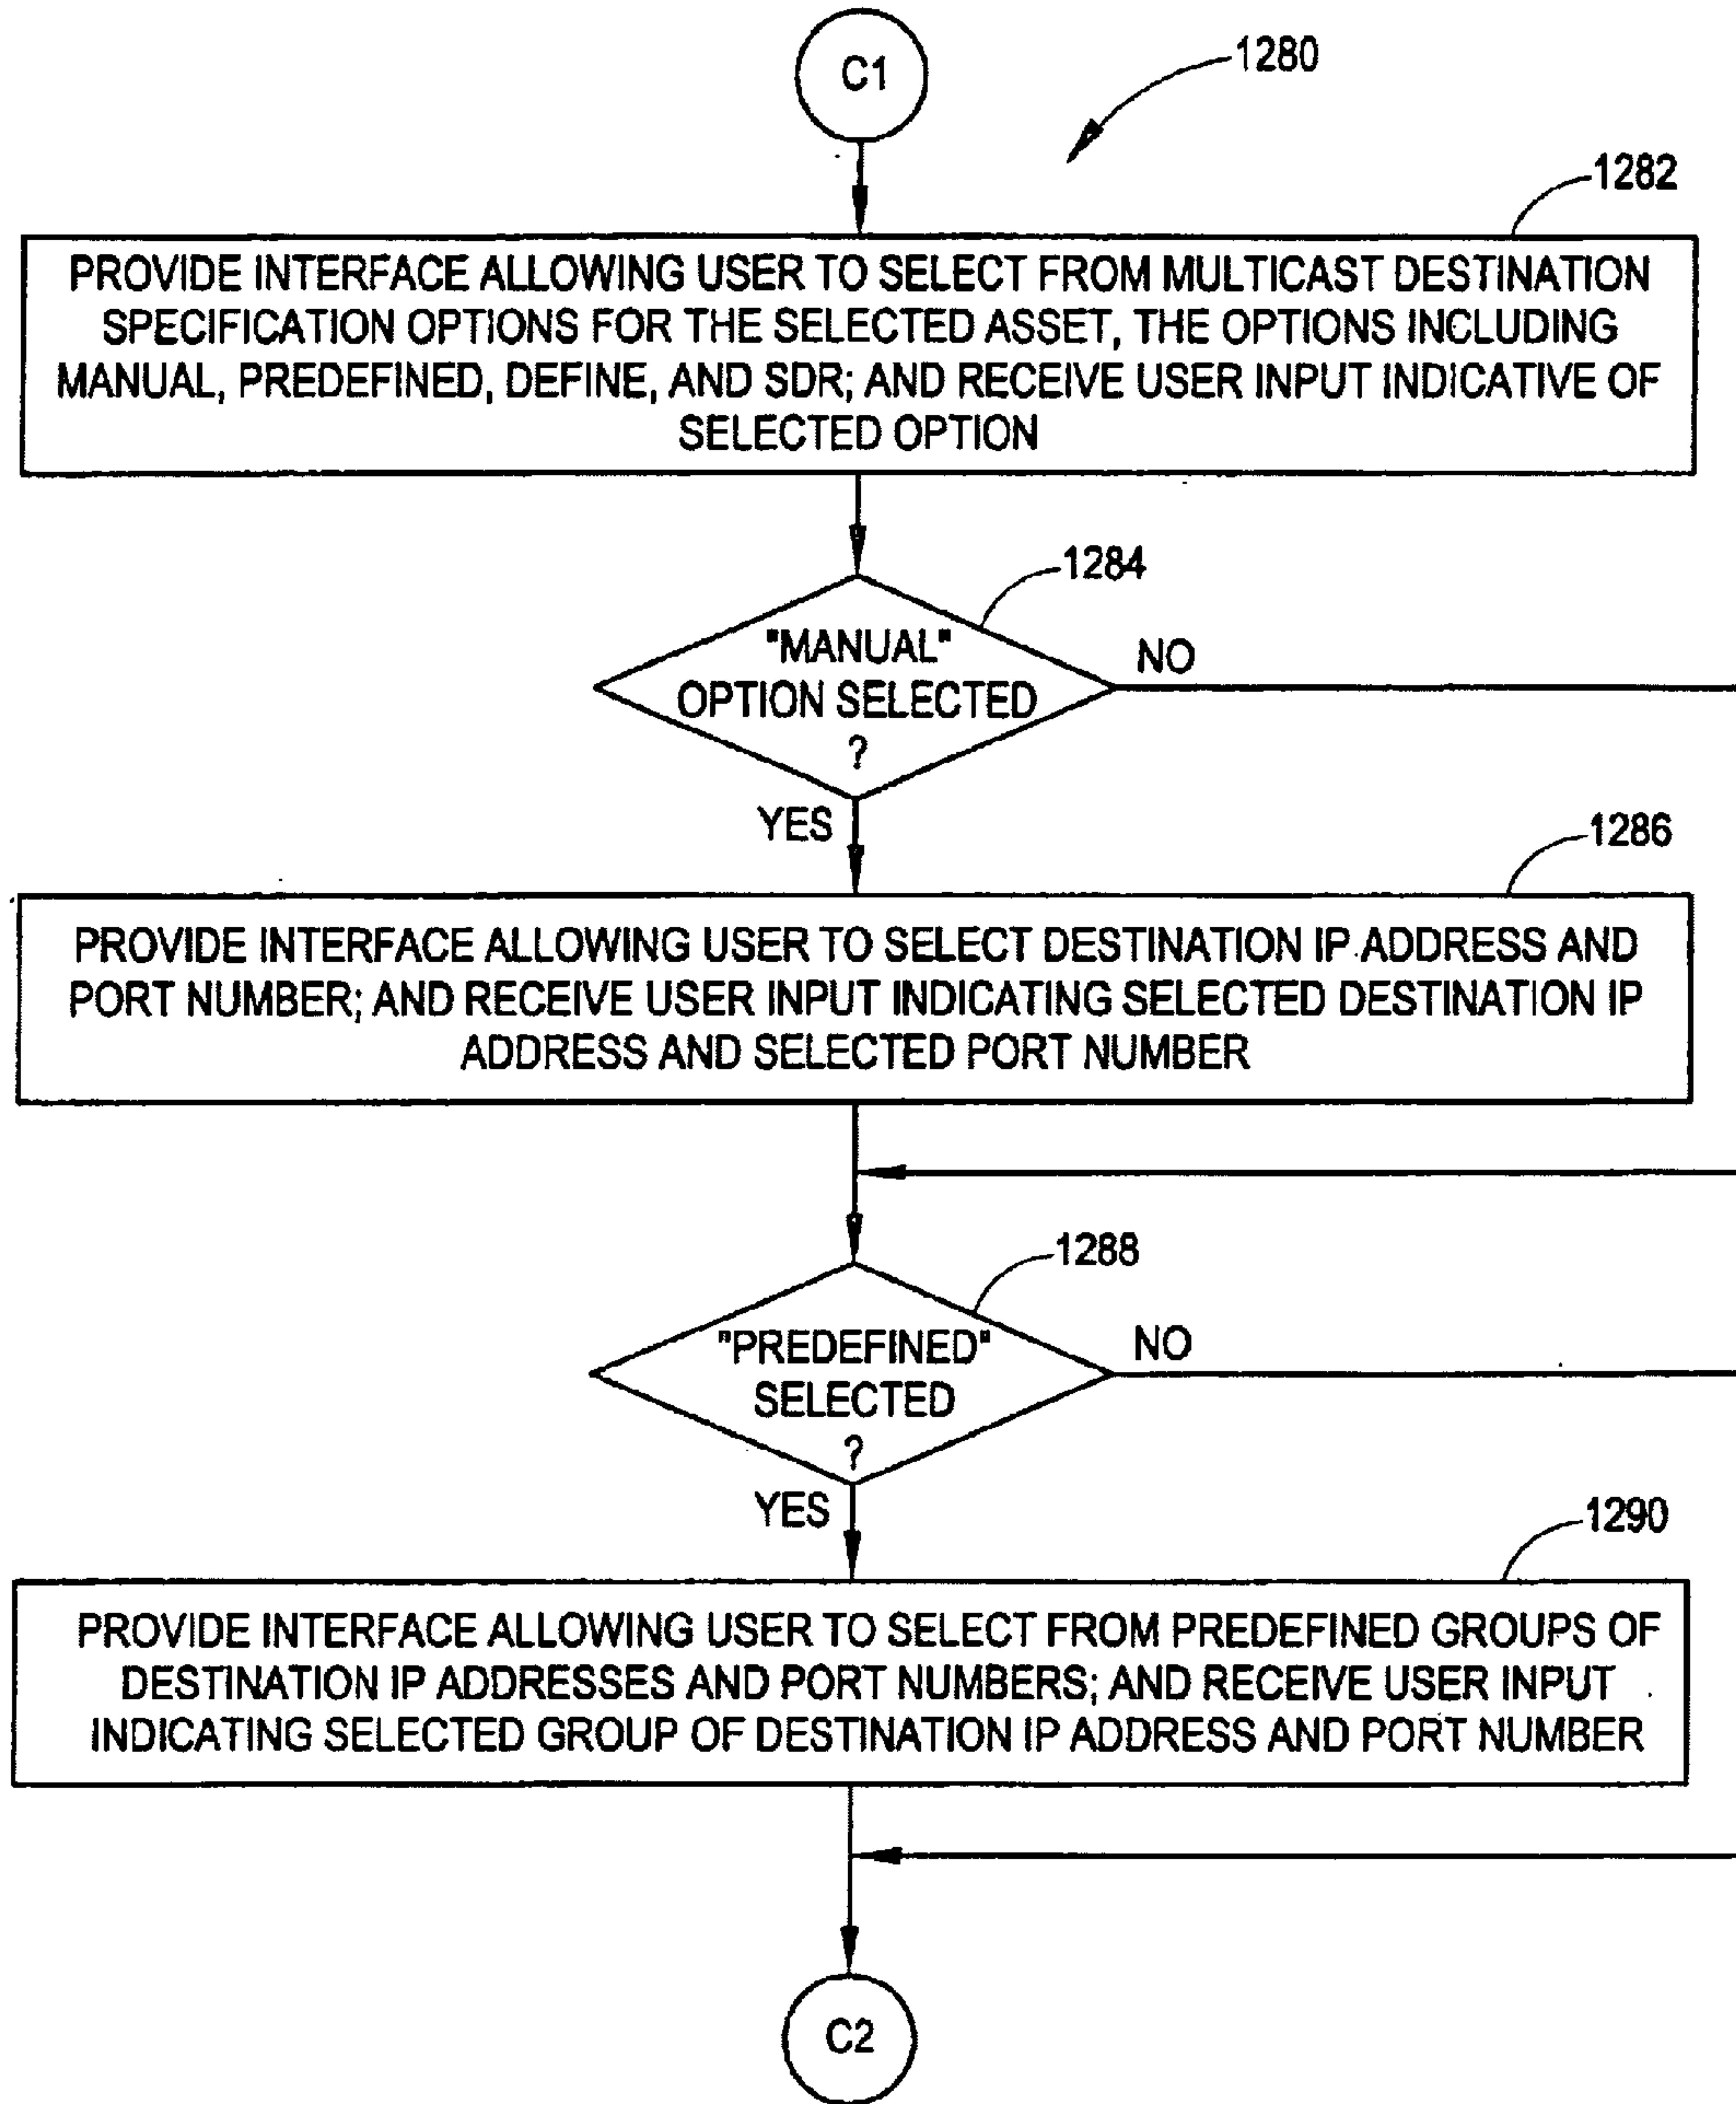 C1
1280
1282
PROVIDE INTERFACE ALLOWING USER TO SELECT FROM MULTICAST DESTINATION
SPECIFICATION OPTIONS FOR THE SELECTED ASSET, THE OPTIONS INCLUDING
MANUAL, PREDEFINED, DEFINE, AND SDR; AND RECEIVE USER INPUT INDICATIVE OF
SELECTED OPTION
1284
"MANUAL"
OPTION SELECTED
?
NO
YES
1286
PROVIDE INTERFACE ALLOWING USER TO SELECT DESTINATION IP ADDRESS AND
PORT NUMBER; AND RECEIVE USER INPUT INDICATING SELECTED DESTINATION IP
ADDRESS AND SELECTED PORT NUMBER
1288
"PREDEFINED"
SELECTED
?
NO
YES
1290
PROVIDE INTERFACE ALLOWING USER TO SELECT FROM PREDEFINED GROUPS OF
DESTINATION IP ADDRESSES AND PORT NUMBERS; AND RECEIVE USER INPUT
INDICATING SELECTED GROUP OF DESTINATION IP ADDRESS AND PORT NUMBER
C2